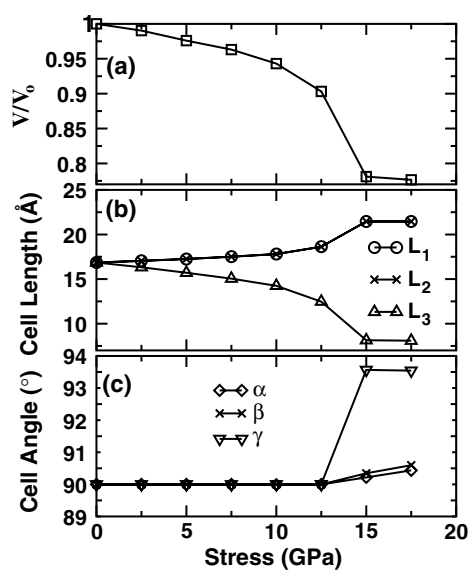 1
0.95
0.9
0.85
0.8
V/V₀
(a)
25
20
15
10
Cell Length (Å)
(b)
L₁
L₂
L₃
94
93
92
91
90
89
Cell Angle (°)
(c)
α
β
γ
0 5 10 15 20
Stress (GPa)